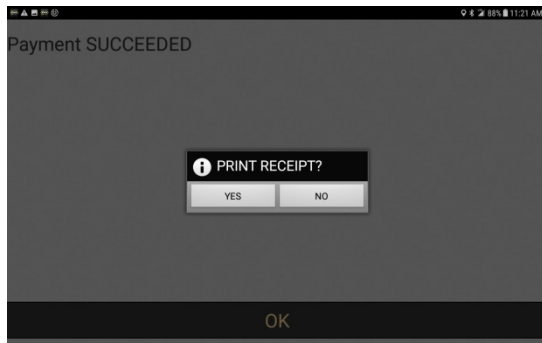 88% 11:21 AM
Payment SUCCEEDED
PRINT RECEIPT?
YES NO
OK